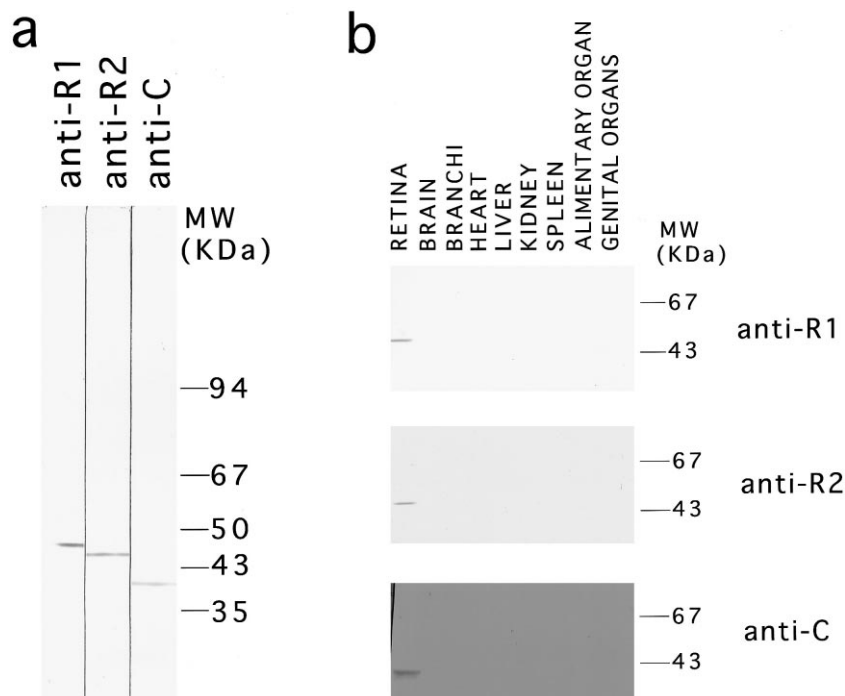 a
anti-R1
anti-R2
anti-C
MW
(KDa)
94
67
50
43
35
b
RETINA
BRAIN
BRANCHI
HEART
LIVER
KIDNEY
SPLEEN
ALIMENTARY ORGAN
GENITAL ORGANS
MW
(KDa)
67
43
anti-R1
67
43
anti-R2
67
43
anti-C